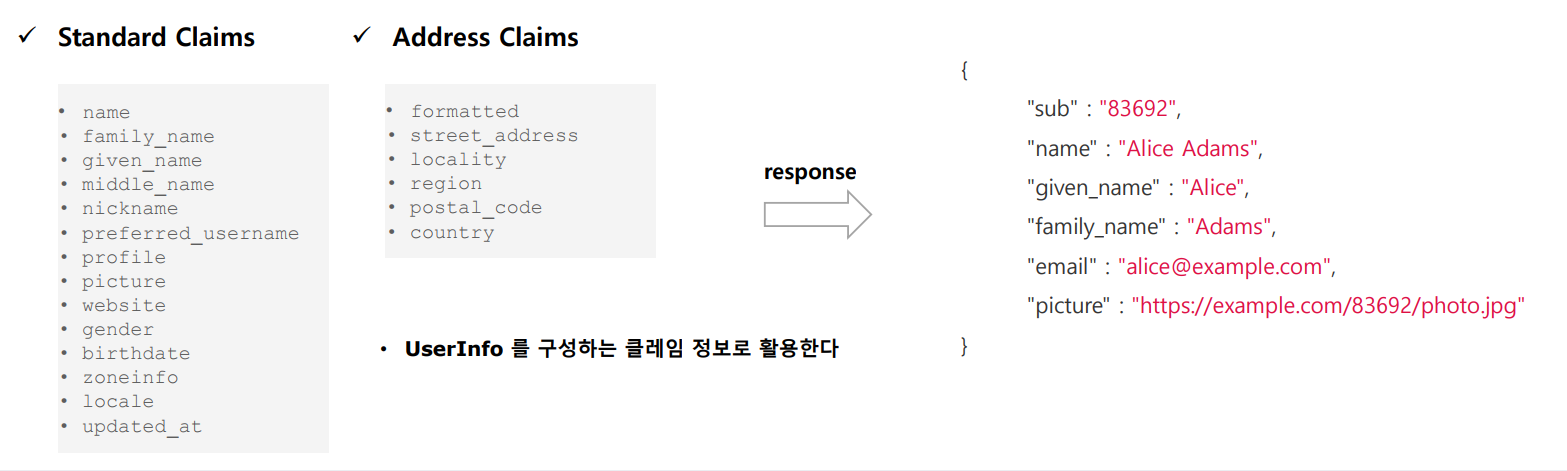 ✓ Standard Claims
• name
• family_name
• given_name
• middle_name
• nickname
• preferred_username
• profile
• picture
• website
• gender
• birthdate
• zoneinfo
• locale
• updated_at
✓ Address Claims
• formatted
• street_address
• locality
• region
• postal_code
• country
• UserInfo 를 구성하는 클레임 정보로 활용한다
response
{
"sub" : "83692",
"name" : "Alice Adams",
"given_name" : "Alice",
"family_name" : "Adams",
"email" : "alice@example.com",
"picture" : "https://example.com/83692/photo.jpg"
}